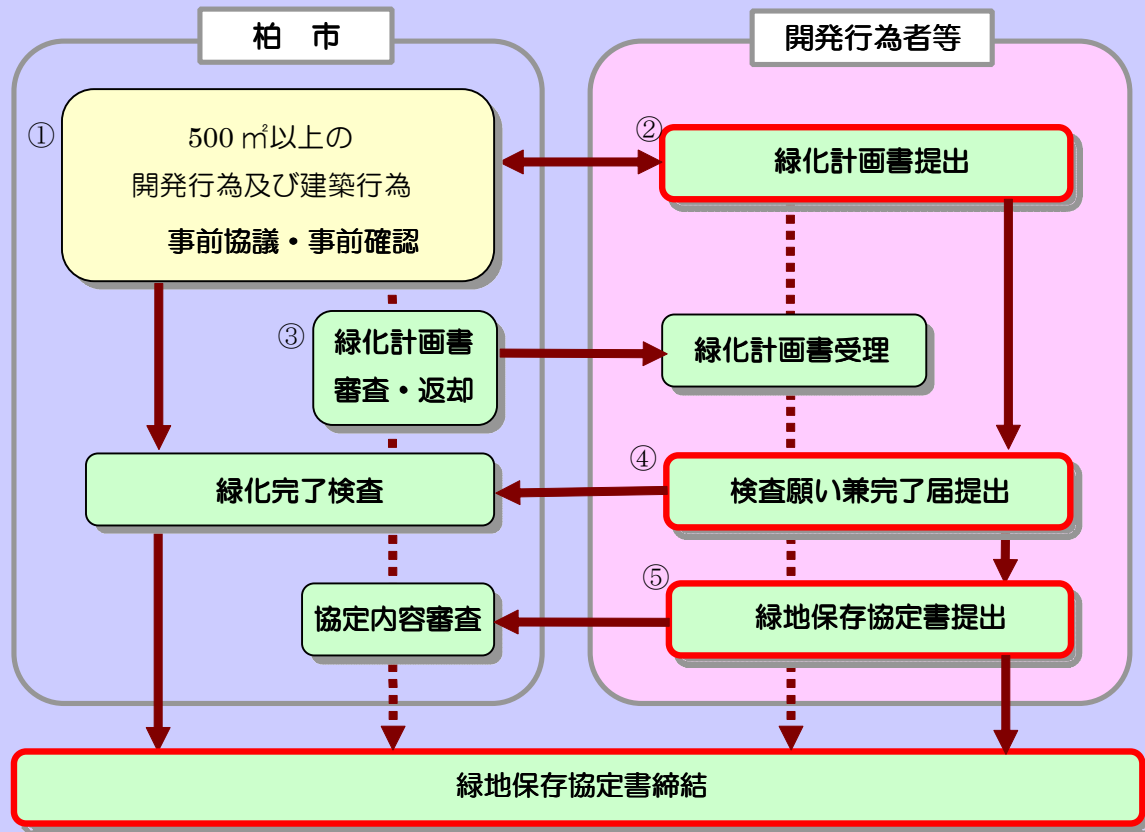 柏　市
開発行為者等
①
500 ㎡以上の
開発行為及び建築行為
事前協議・事前確認
②
緑化計画書提出
③
緑化計画書
審査・返却
緑化計画書受理
緑化完了検査
④
検査願い兼完了届提出
協定内容審査
⑤
緑地保存協定書提出
緑地保存協定書締結